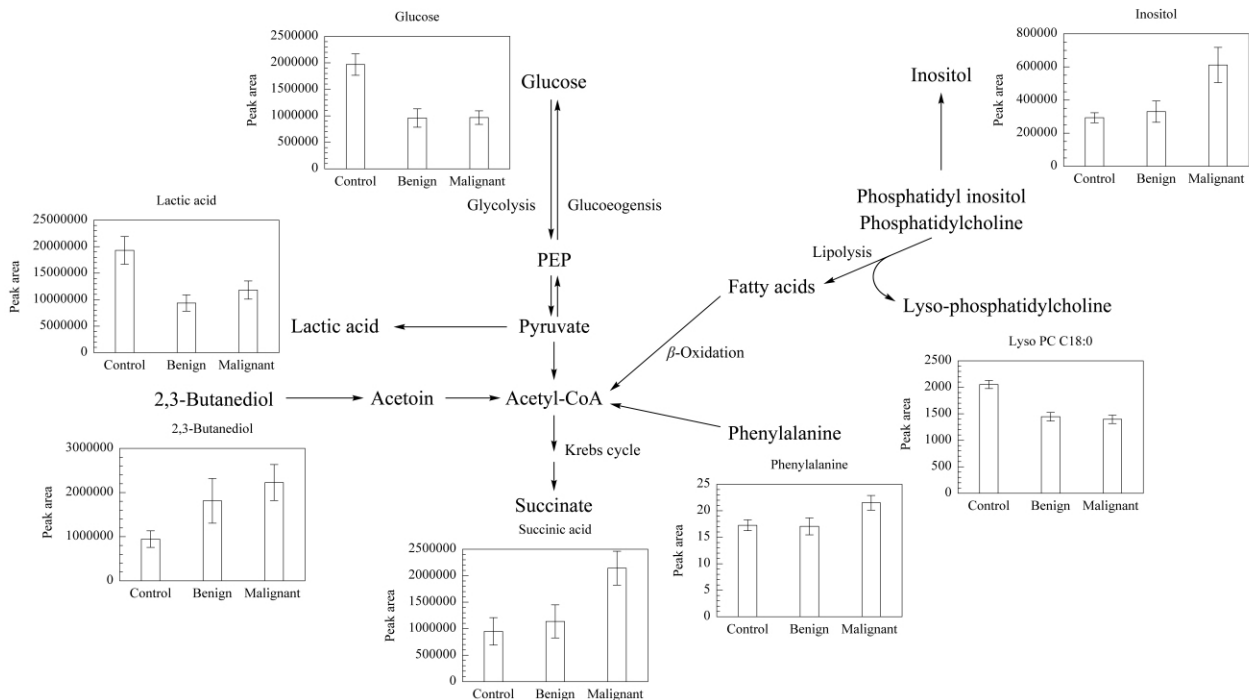 Glucose
Peak area
2500000
2000000
1500000
1000000
500000
0
Control Benign Malignant
Glucose
Glycolysis
Glucoeogensis
PEP
Pyruvate
Lactic acid
Lactic acid
Peak area
25000000
20000000
15000000
10000000
5000000
0
Control Benign Malignant
2,3-Butanediol
Acetoin
Acetyl-CoA
2,3-Butanediol
Peak area
3000000
2000000
1000000
0
Control Benign Malignant
Krebs cycle
Succinate
Succinic acid
Peak area
2500000
2000000
1500000
1000000
500000
0
Control Benign Malignant
Inositol
Inositol
Peak area
800000
600000
400000
200000
0
Control Benign Malignant
Phosphatidyl inositol
Phosphatidylcholine
Lipolysis
Fatty acids
Lyso-phosphatidylcholine
β-Oxidation
Lyso PC C18:0
Peak area
2500
2000
1500
1000
500
0
Control Benign Malignant
Phenylalanine
Phenylalanine
Peak area
25
20
15
10
5
0
Control Benign Malignant